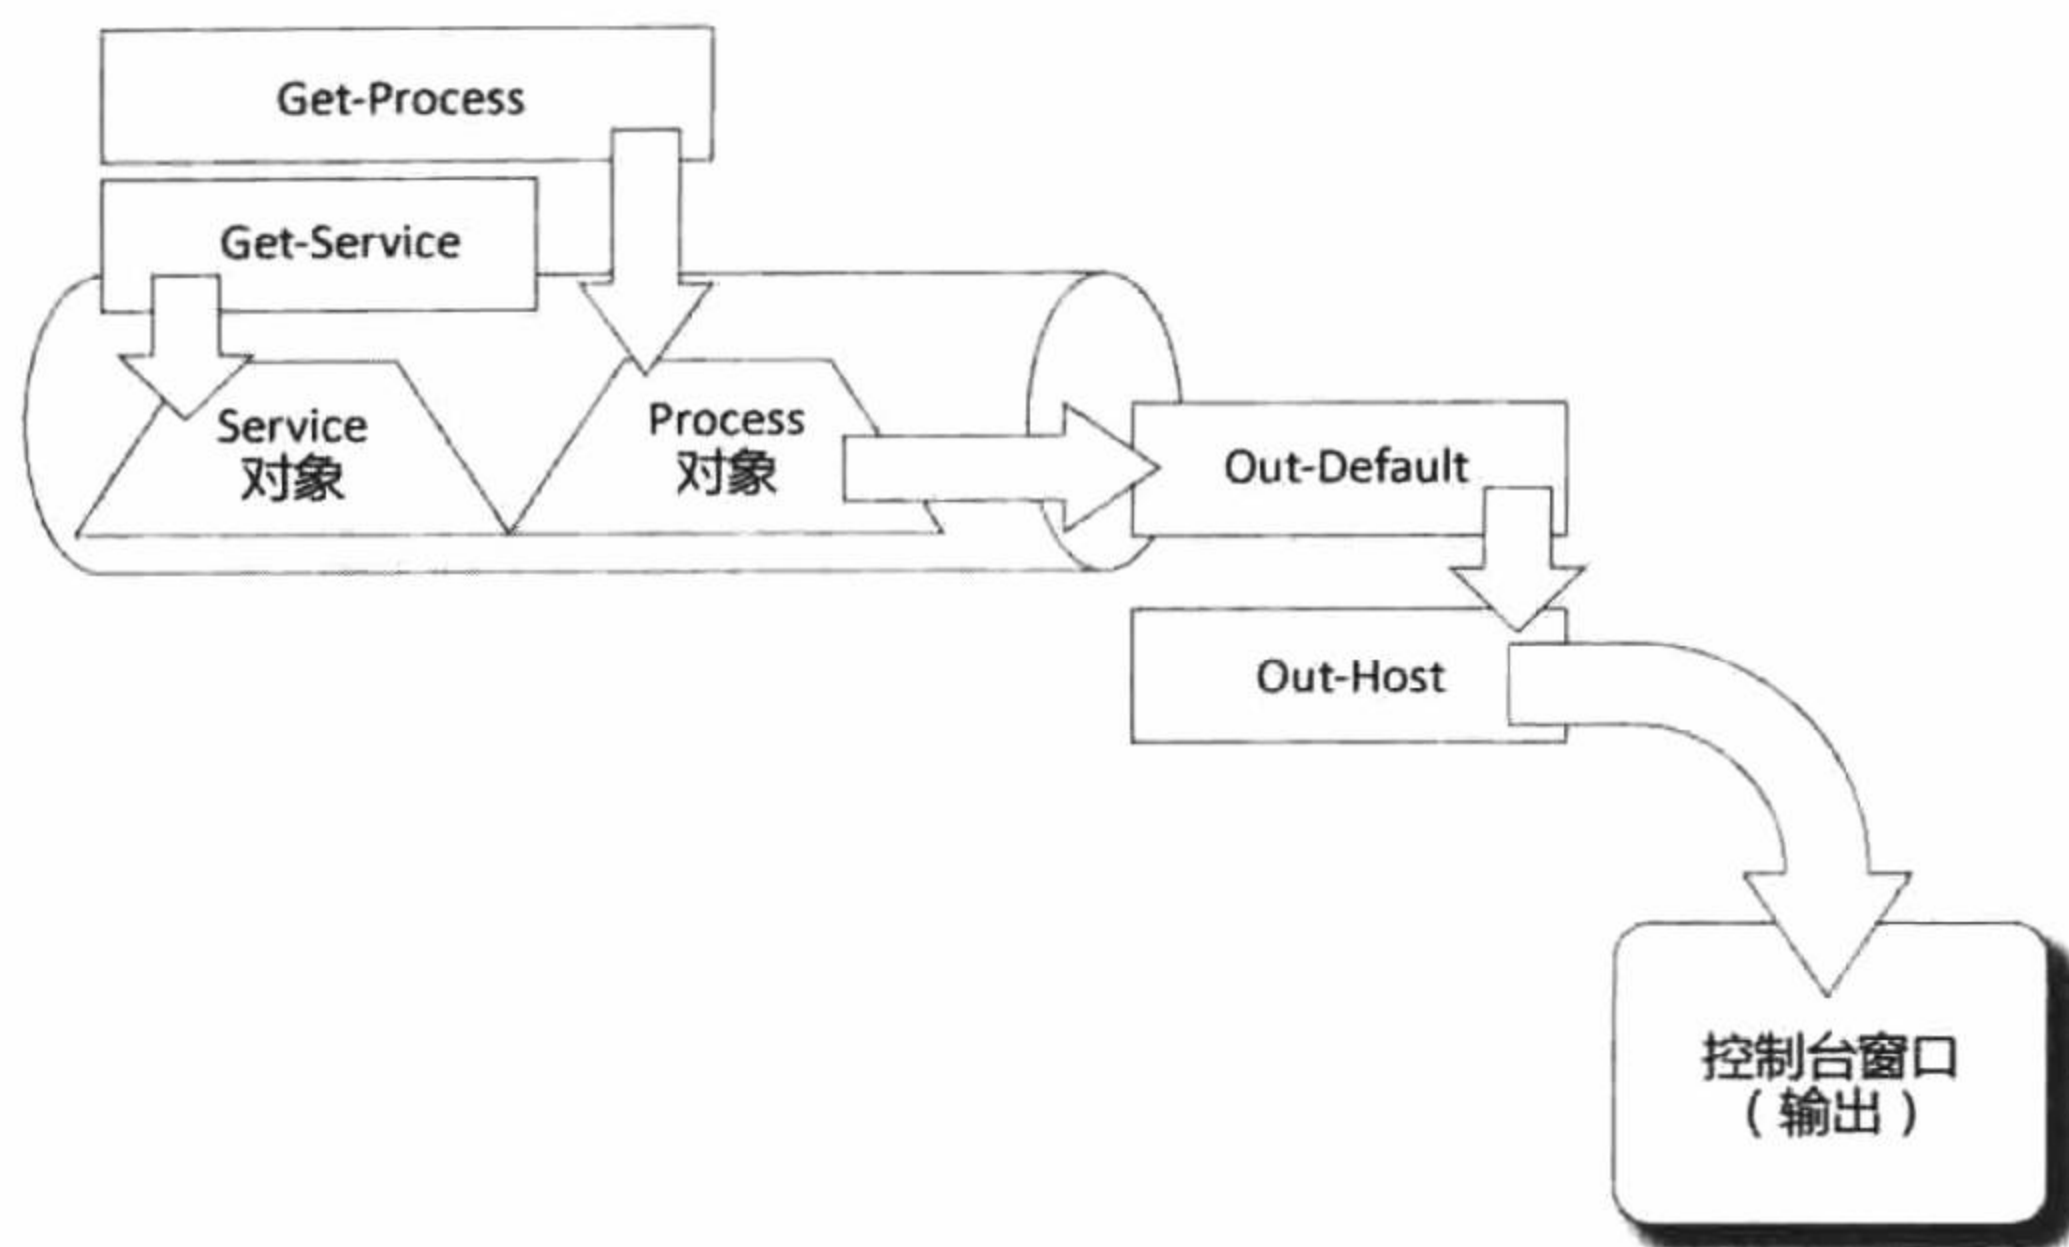 Get-Process
Get-Service
Service
对象
Process
对象
Out-Default
Out-Host
控制台窗口
（输出）